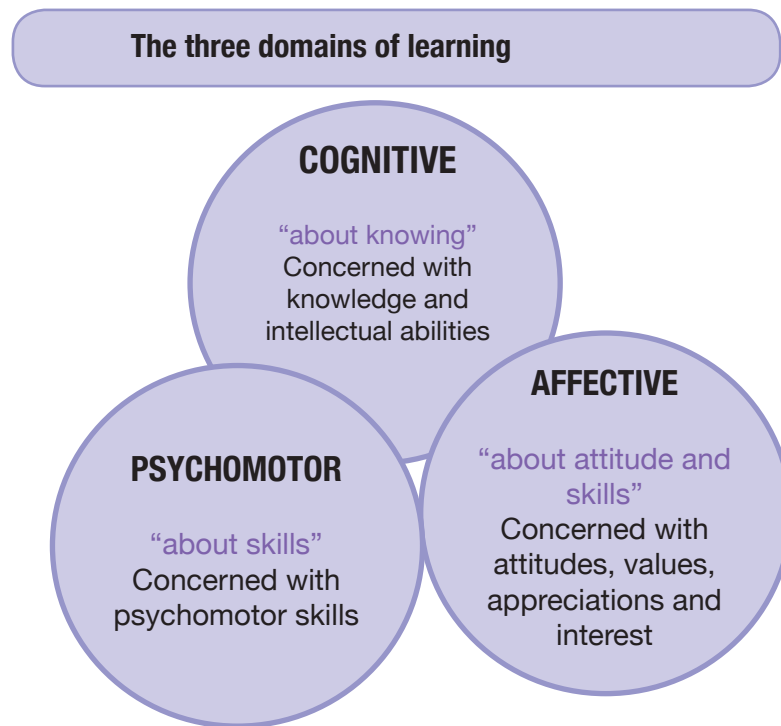 The three domains of learning
COGNITIVE
“about knowing”
Concerned with
knowledge and
intellectual abilities
AFFECTIVE
“about attitude and
skills”
Concerned with
attitudes, values,
appreciations and
interest
PSYCHOMOTOR
“about skills”
Concerned with
psychomotor skills